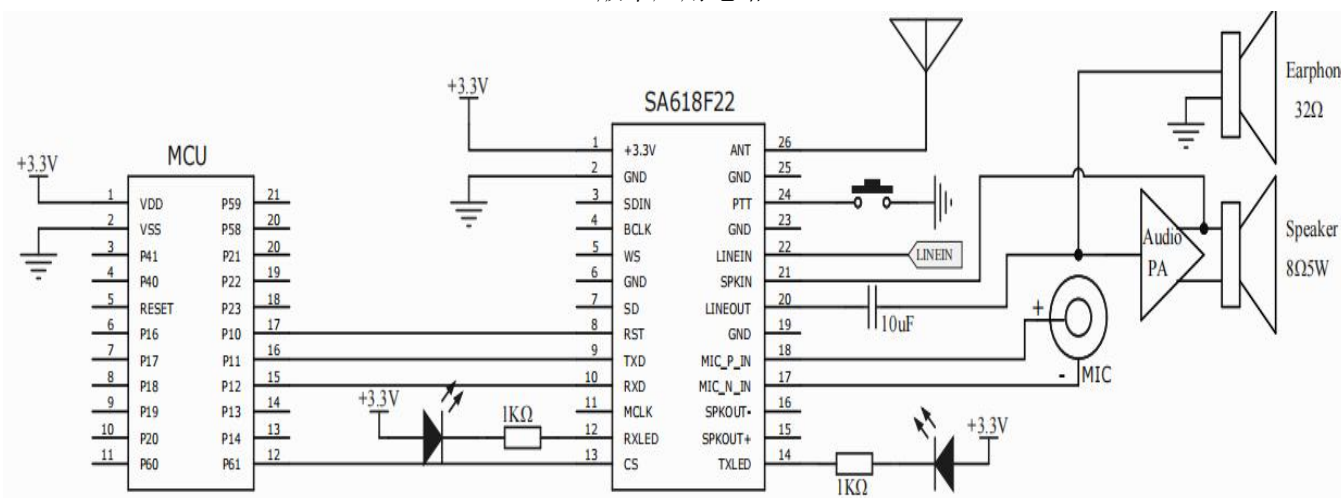 SA618F22
MCU
+3.3V
+3.3V
1 VDD P59 21
2 VSS P58 20
3 P41 P21 20
4 P40 P22 19
5 RESET P23 18
6 P16 P10 17
7 P17 P11 16
8 P18 P12 15
9 P19 P13 14
10 P20 P14 13
11 P60 P61 12
1 +3.3V ANT 26
2 GND GND 25
3 SDIN PTT 24
4 BCLK GND 23
5 WS LINEIN 22
6 GND SPKIN 21
7 SD LINEOUT 20
8 RST GND 19
9 TXD MIC_P_IN 18
10 RXD MIC_N_IN 17
11 MCLK SPKOUT- 16
12 RXLED SPKOUT+ 15
13 CS TXLED 14
+3.3V
1KΩ
LINEIN
10uF
Audio
PA
+
-
MIC
Earphon
32Ω
Speaker
8Ω5W
1KΩ
+3.3V